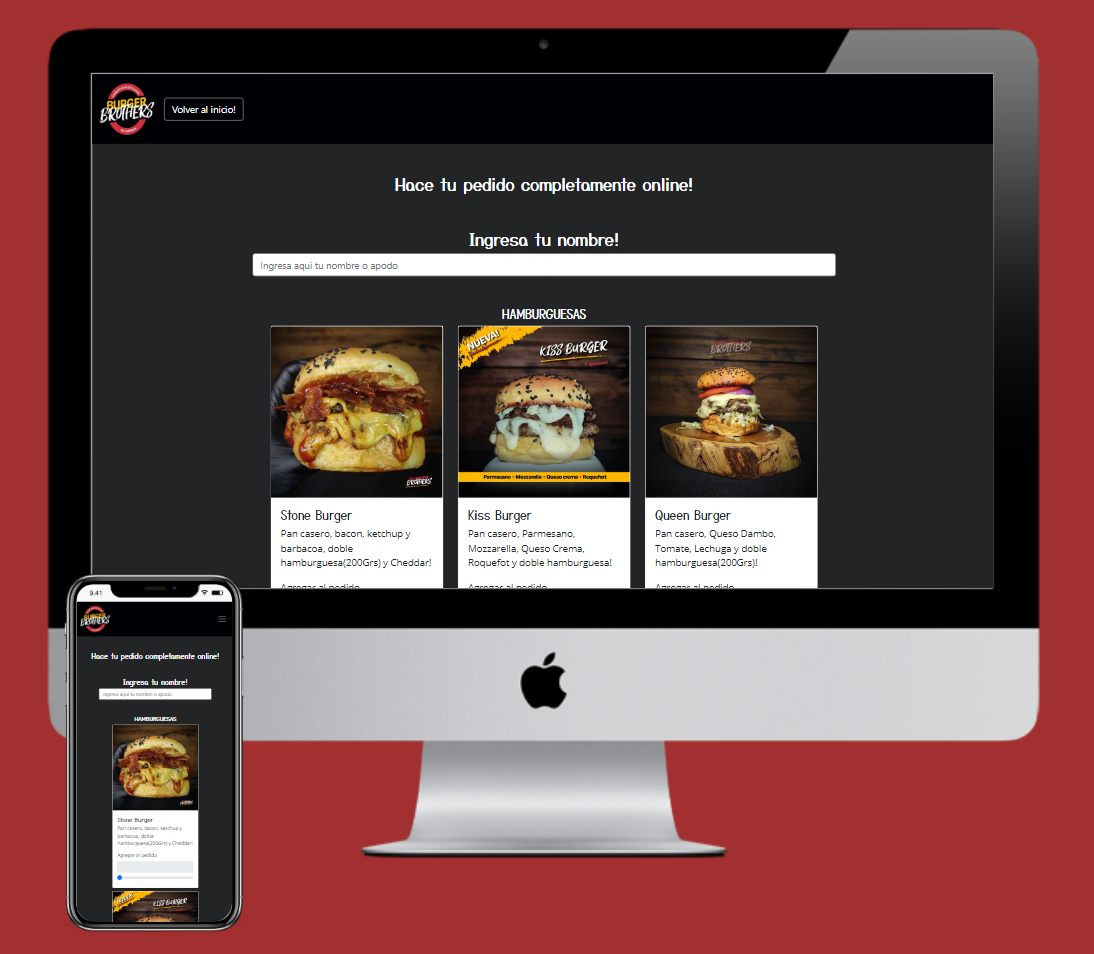 BURGER
BROTHERS
Volver al inicio!
Hace tu pedido completamente online!
Ingresa tu nombre!
Ingresa aqui tu nombre o apodo
HAMBURGUESAS
BROTHERS
NUEVA!
KISS BURGER
Parmesano - Mozzarella - Queso crema - Roquefort
BROTHERS
Stone Burger
Pan casero, bacon, ketchup y
barbacoa, doble
hamburguesa(200Grs) y Cheddar!
Agregar al pedido
Kiss Burger
Pan casero, Parmesano,
Mozzarella, Queso Crema,
Roquefot y doble hamburguesa!
Agregar al pedido
Queen Burger
Pan casero, Queso Dambo,
Tomate, Lechuga y doble
hamburguesa(200Grs)!
Agregar al pedido
9:41
BURGER
BROTHERS
Hace tu pedido completamente online!
Ingresa tu nombre!
Ingresa aqui tu nombre o apodo
HAMBURGUESAS
Stone Burger
Pan casero, bacon, ketchup y
barbacoa, doble
hamburguesa(200Grs) y Cheddar!
Agregar al pedido
KISS BURGER